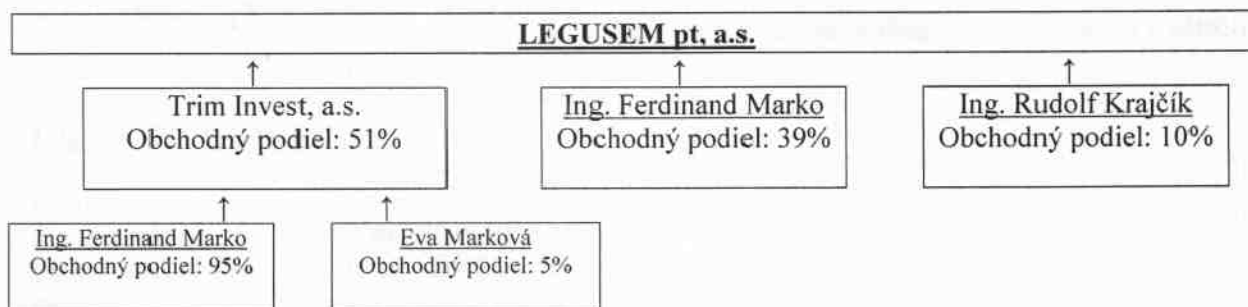 LEGUSEM pt, a.s.
Trim Invest, a.s.
Obchodný podiel: 51%
Ing. Ferdinand Marko
Obchodný podiel: 39%
Ing. Rudolf Krajčík
Obchodný podiel: 10%
Ing. Ferdinand Marko
Obchodný podiel: 95%
Eva Marková
Obchodný podiel: 5%